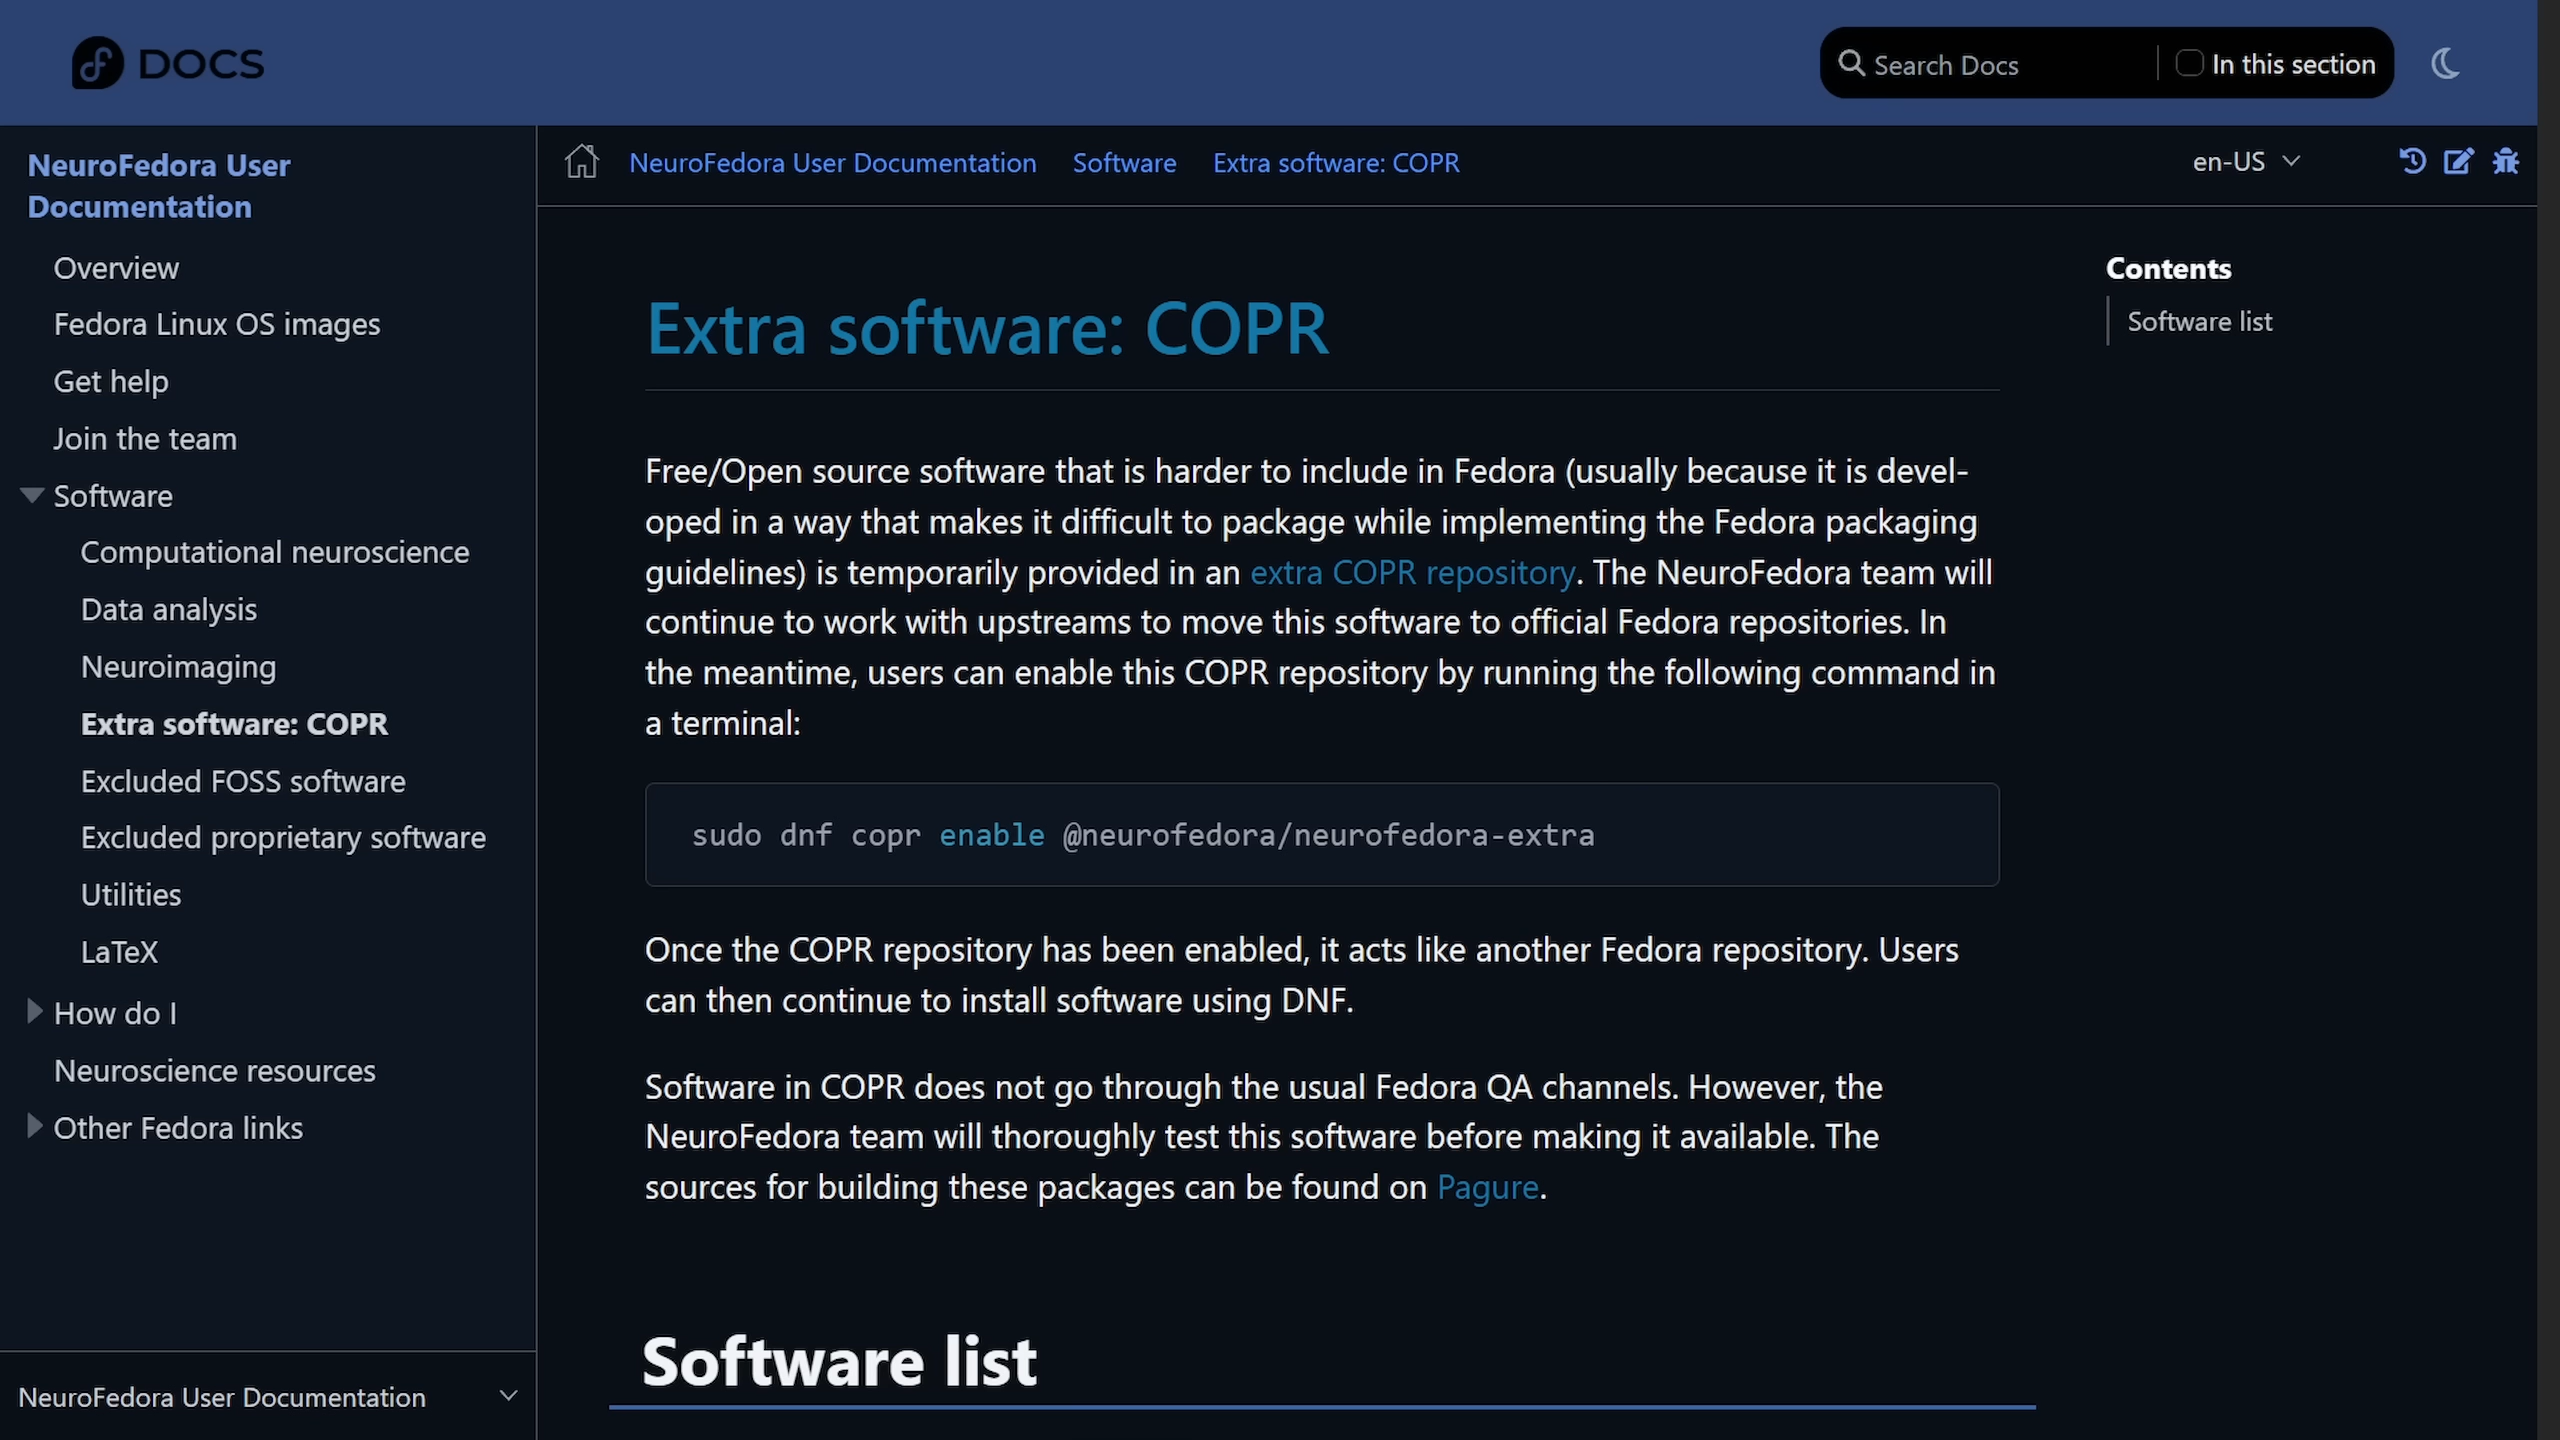 DOCS
Search Docs
In this section
NeuroFedora User
Documentation
Overview
Fedora Linux OS images
Get help
Join the team
Software
Computational neuroscience
Data analysis
Neuroimaging
Extra software: COPR
Excluded FOSS software
Excluded proprietary software
Utilities
LaTeX
How do I
Neuroscience resources
Other Fedora links
NeuroFedora User Documentation
NeuroFedora User Documentation Software Extra software: COPR
en-US
Extra software: COPR
Free/Open source software that is harder to include in Fedora (usually because it is devel-
oped in a way that makes it difficult to package while implementing the Fedora packaging
guidelines) is temporarily provided in an extra COPR repository. The NeuroFedora team will
continue to work with upstreams to move this software to official Fedora repositories. In
the meantime, users can enable this COPR repository by running the following command in
a terminal:
sudo dnf copr enable @neurofedora/neurofedora-extra
Once the COPR repository has been enabled, it acts like another Fedora repository. Users
can then continue to install software using DNF.
Software in COPR does not go through the usual Fedora QA channels. However, the
NeuroFedora team will thoroughly test this software before making it available. The
sources for building these packages can be found on Pagure.
Software list
Contents
Software list